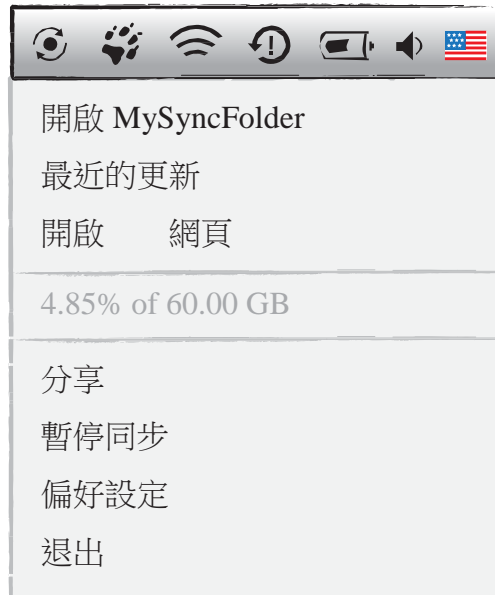 開啟 MySyncFolder
最近的更新
開啟 網頁
4.85% of 60.00 GB
分享
暫停同步
偏好設定
退出